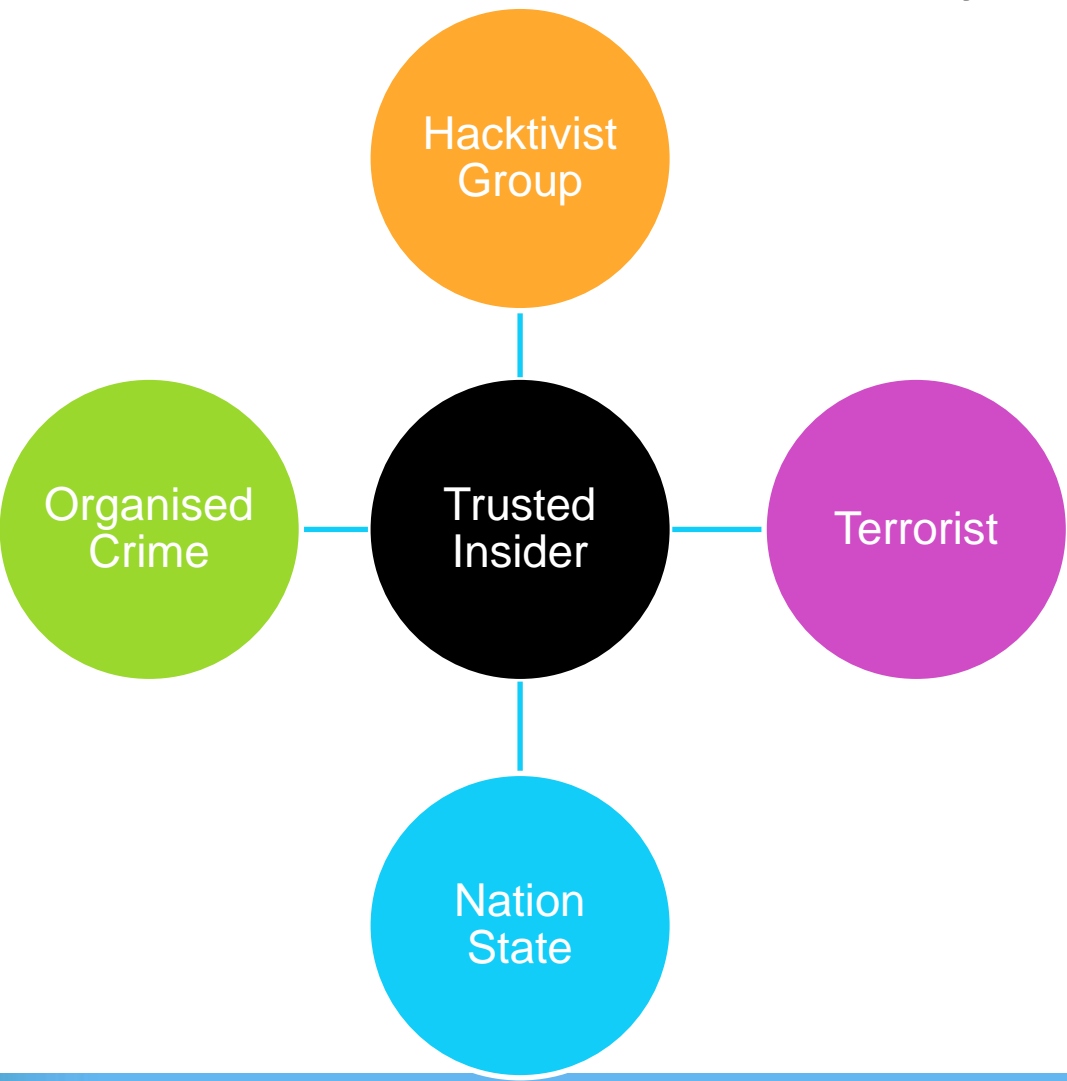 Hacktivist
Group
Organised
Crime
Trusted
Insider
Terrorist
Nation
State